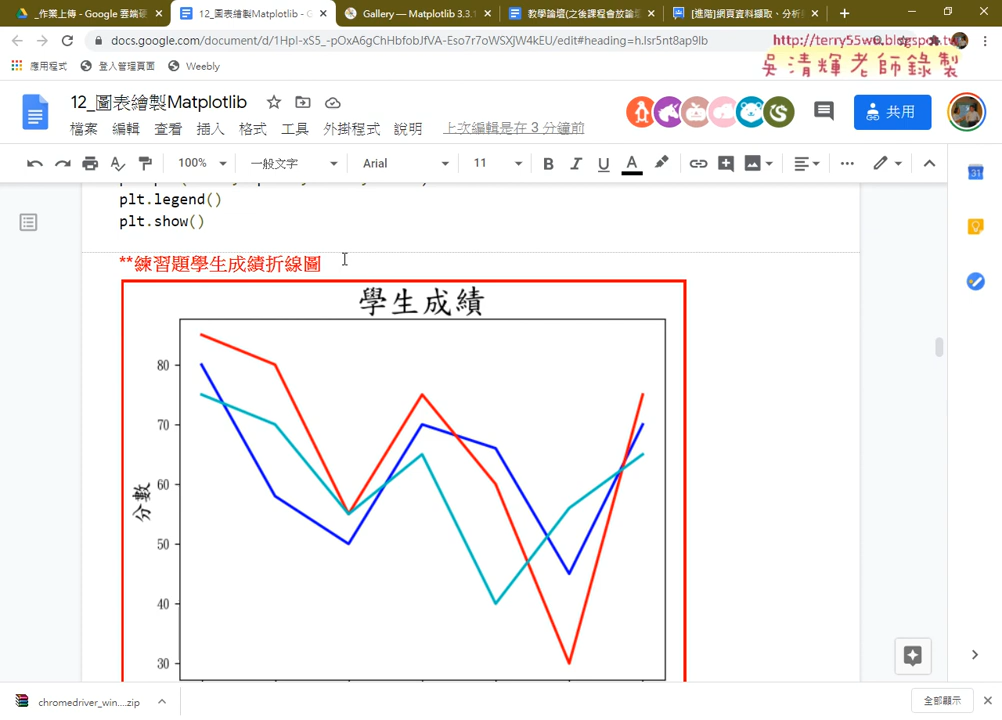 _作業上傳 - Google 雲端硬
12_圖表繪製Matplotlib - G
Gallery — Matplotlib 3.3.
教學論壇(之後課程會放論壇
[進階]網頁資料擷取、分析
docs.google.com/document/d/1HpI-xS5_-pOxA6gChHbfobJfVA-Eso7r7oWSXJW4kEU/edit#heading=h.lsr5nt8ap9lb
http://terry55wu.blogspot.tw
吳清輝老師錄製
應用程式
登入管理頁面
Weebly
12_圖表繪製Matplotlib
檔案 編輯 查看 插入 格式 工具 外掛程式 說明 上次編輯是在 3 分鐘前
共用
100% 一般文字 Arial 11 B I U A
31
plt.legend()
plt.show()
**練習題學生成績折線圖
學生成績
分數
80
70
60
50
40
30
chromedriver_win....zip
全部顯示